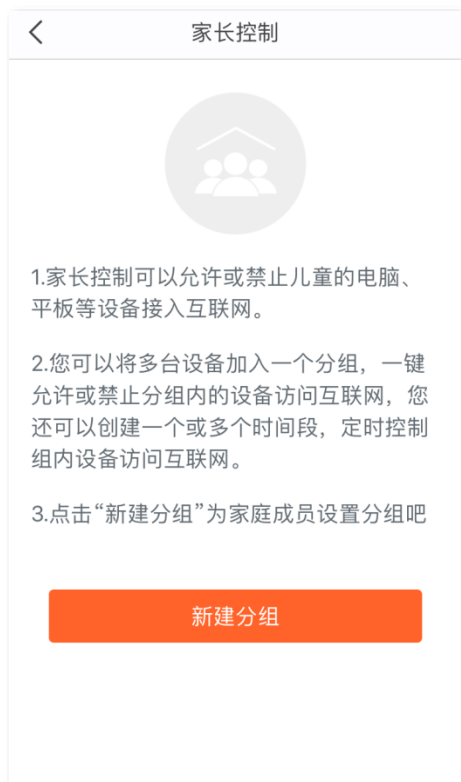 家长控制
1.家长控制可以允许或禁止儿童的电脑、
平板等设备接入互联网。
2.您可以将多台设备加入一个分组，一键
允许或禁止分组内的设备访问互联网，您
还可以创建一个或多个时间段，定时控制
组内设备访问互联网。
3.点击“新建分组”为家庭成员设置分组吧
新建分组